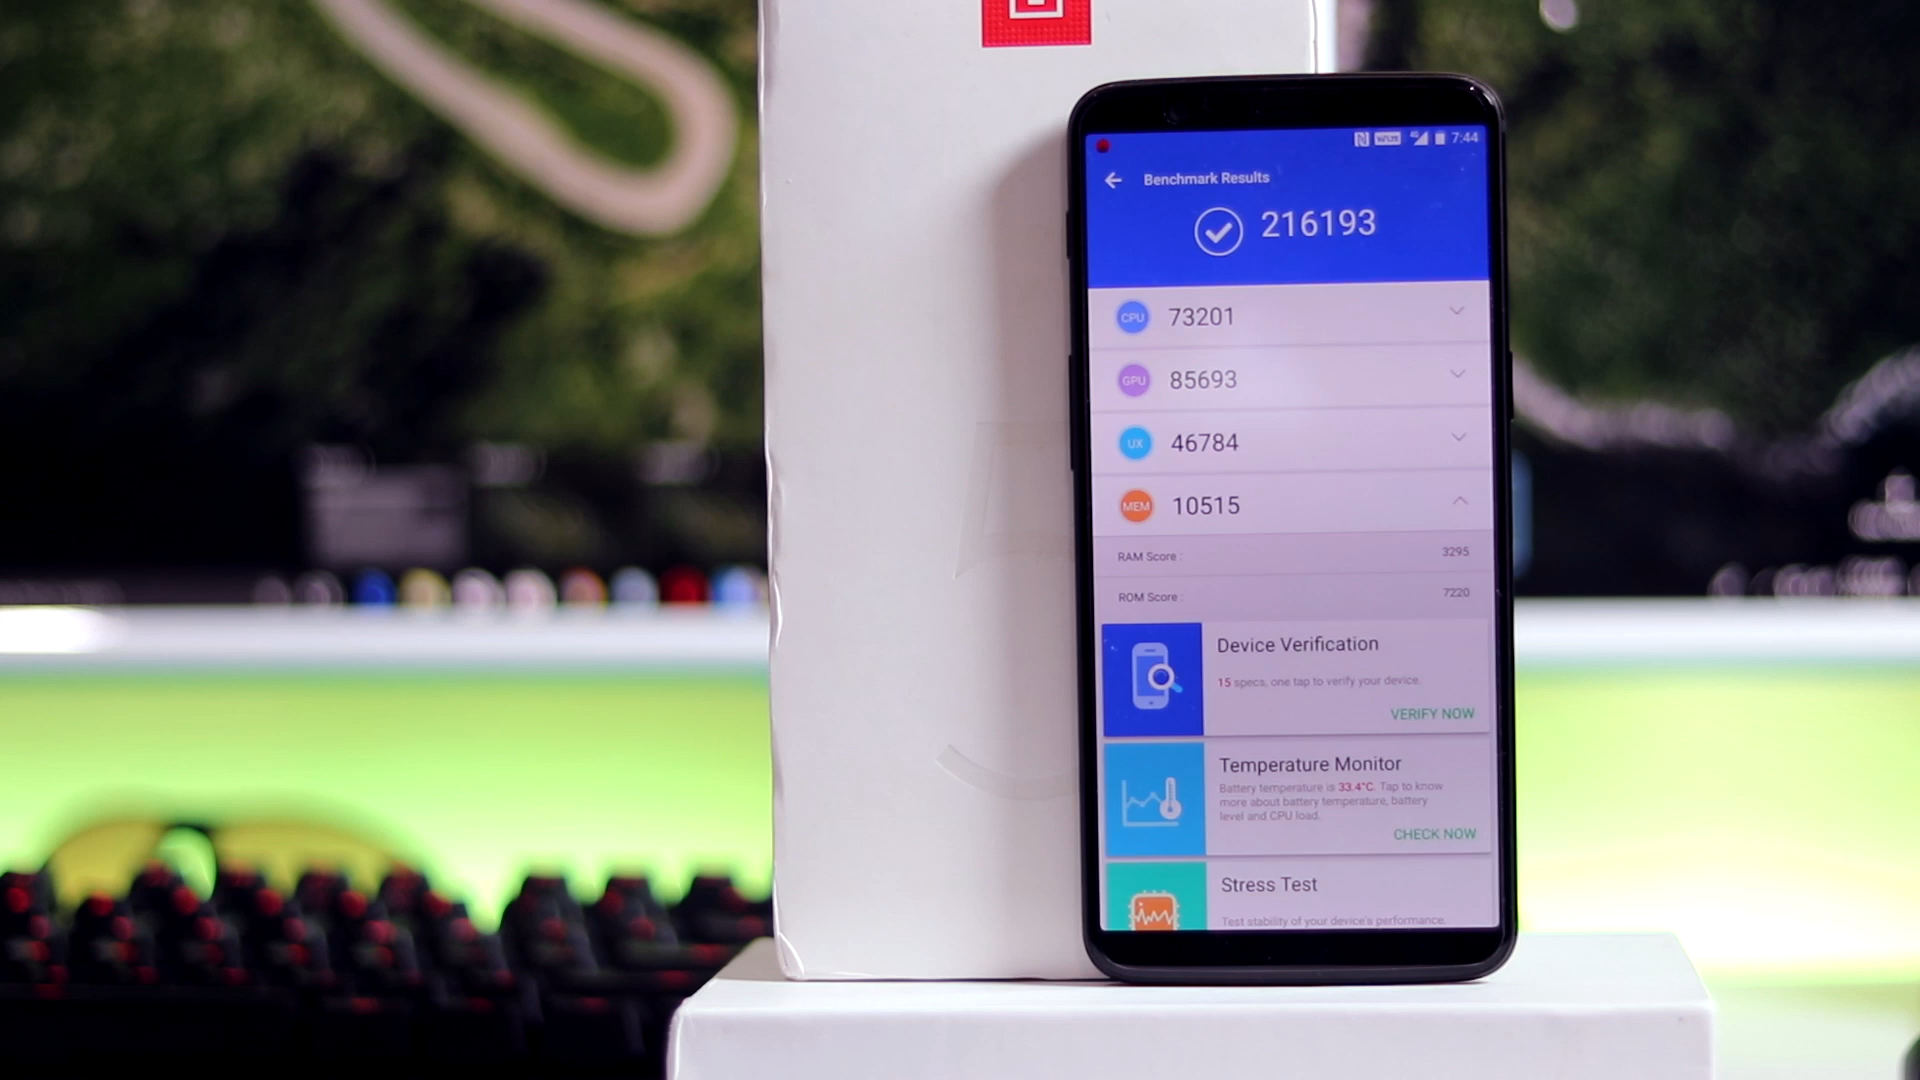 7:44
Benchmark Results
216193
CPU 73201
GPU 85693
UX 46784
MEM 10515
RAM Score : 3295
ROM Score : 7220
Device Verification
15 specs, one tap to verify your device.
VERIFY NOW
Temperature Monitor
Battery temperature is 33.4°C. Tap to know
more about battery temperature, battery
level and CPU load.
CHECK NOW
Stress Test
Test stability of your device's performance.